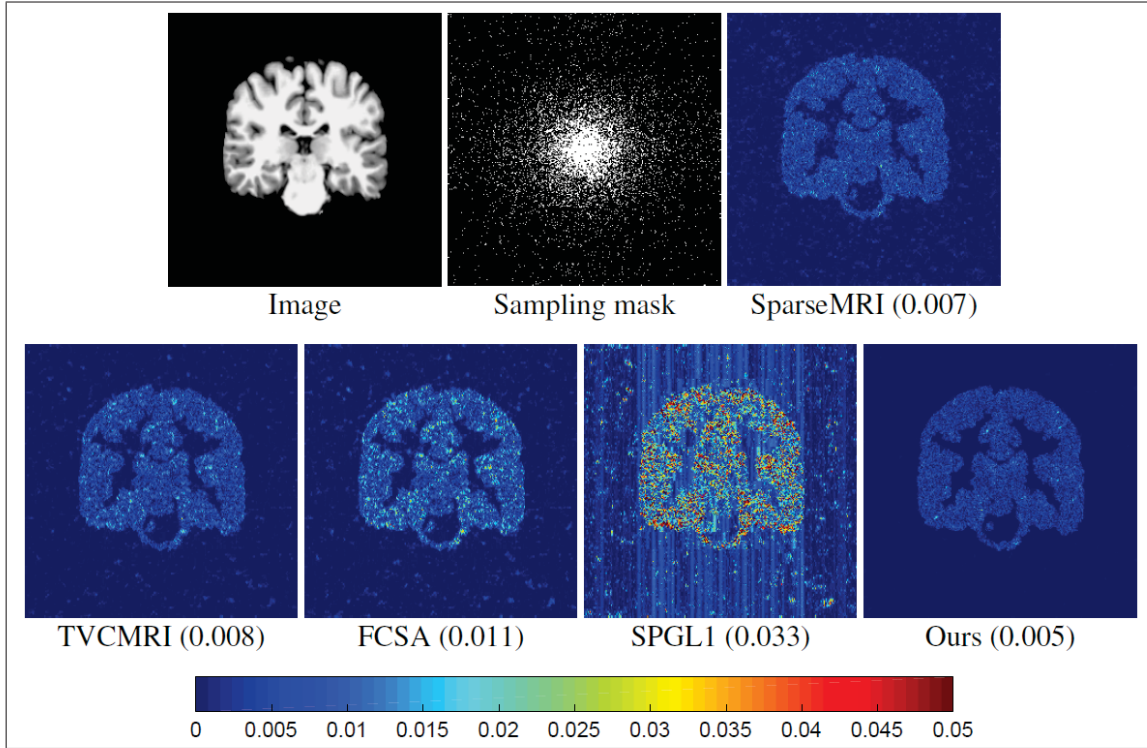 Image
Sampling mask
SparseMRI (0.007)
TVCMRI (0.008)
FCSA (0.011)
SPGL1 (0.033)
Ours (0.005)
0 0.005 0.01 0.015 0.02 0.025 0.03 0.035 0.04 0.045 0.05